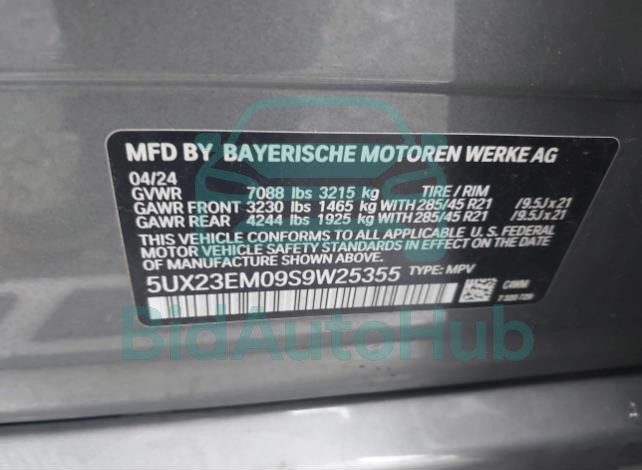 MFD BY BAYERISCHE MOTOREN WERKE AG
04/24
GVWR 7088 lbs 3215 kg TIRE / RIM
GAWR FRONT 3230 lbs 1465 kg WITH 285/45 R21 /9.5J x 21
GAWR REAR 4244 lbs 1925 kg WITH 285/45 R21 /9.5J x 21
THIS VEHICLE CONFORMS TO ALL APPLICABLE U.S. FEDERAL
MOTOR VEHICLE SAFETY STANDARDS IN EFFECT ON THE DATE
OF MANUFACTURE SHOWN ABOVE.
5UX23EM09S9W25355 TYPE: MPV
BidAutoHub